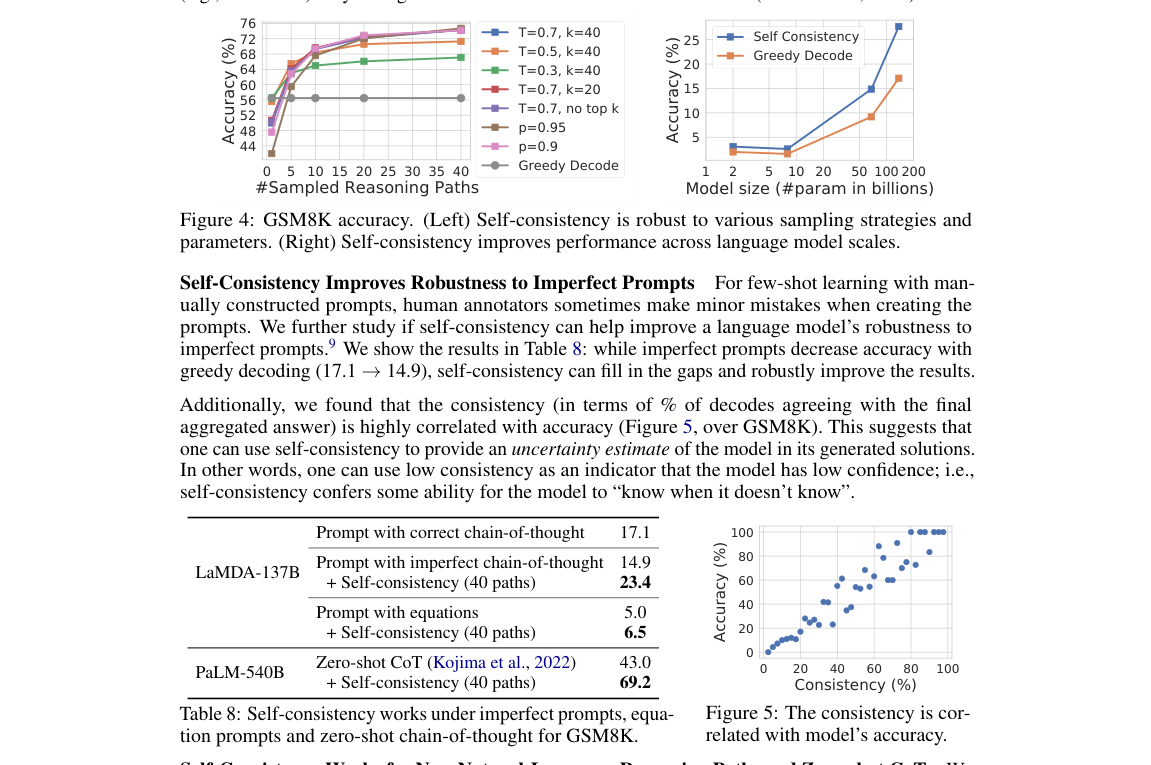 76
72
68
64
60
56
52
48
44
Accuracy (%)
0 5 10 15 20 25 30 35 40
#Sampled Reasoning Paths
T=0.7, k=40
T=0.5, k=40
T=0.3, k=40
T=0.7, k=20
T=0.7, no top k
p=0.95
p=0.9
Greedy Decode
25
20
15
10
5
Accuracy (%)
Self Consistency
Greedy Decode
1 2 5 10 20 50 100 200
Model size (#param in billions)
Figure 4: GSM8K accuracy. (Left) Self-consistency is robust to various sampling strategies and
parameters. (Right) Self-consistency improves performance across language model scales.
Self-Consistency Improves Robustness to Imperfect Prompts For few-shot learning with man-
ually constructed prompts, human annotators sometimes make minor mistakes when creating the
prompts. We further study if self-consistency can help improve a language model's robustness to
imperfect prompts.⁹ We show the results in Table 8: while imperfect prompts decrease accuracy with
greedy decoding (17.1 → 14.9), self-consistency can fill in the gaps and robustly improve the results.
Additionally, we found that the consistency (in terms of % of decodes agreeing with the final
aggregated answer) is highly correlated with accuracy (Figure 5, over GSM8K). This suggests that
one can use self-consistency to provide an uncertainty estimate of the model in its generated solutions.
In other words, one can use low consistency as an indicator that the model has low confidence; i.e.,
self-consistency confers some ability for the model to "know when it doesn't know".
LaMDA-137B
Prompt with correct chain-of-thought 17.1
Prompt with imperfect chain-of-thought 14.9
+ Self-consistency (40 paths) 23.4
Prompt with equations 5.0
+ Self-consistency (40 paths) 6.5
PaLM-540B
Zero-shot CoT (Kojima et al., 2022) 43.0
+ Self-consistency (40 paths) 69.2
Table 8: Self-consistency works under imperfect prompts, equa-
tion prompts and zero-shot chain-of-thought for GSM8K.
100
80
60
40
20
0
Accuracy (%)
0 20 40 60 80 100
Consistency (%)
Figure 5: The consistency is cor-
related with model's accuracy.